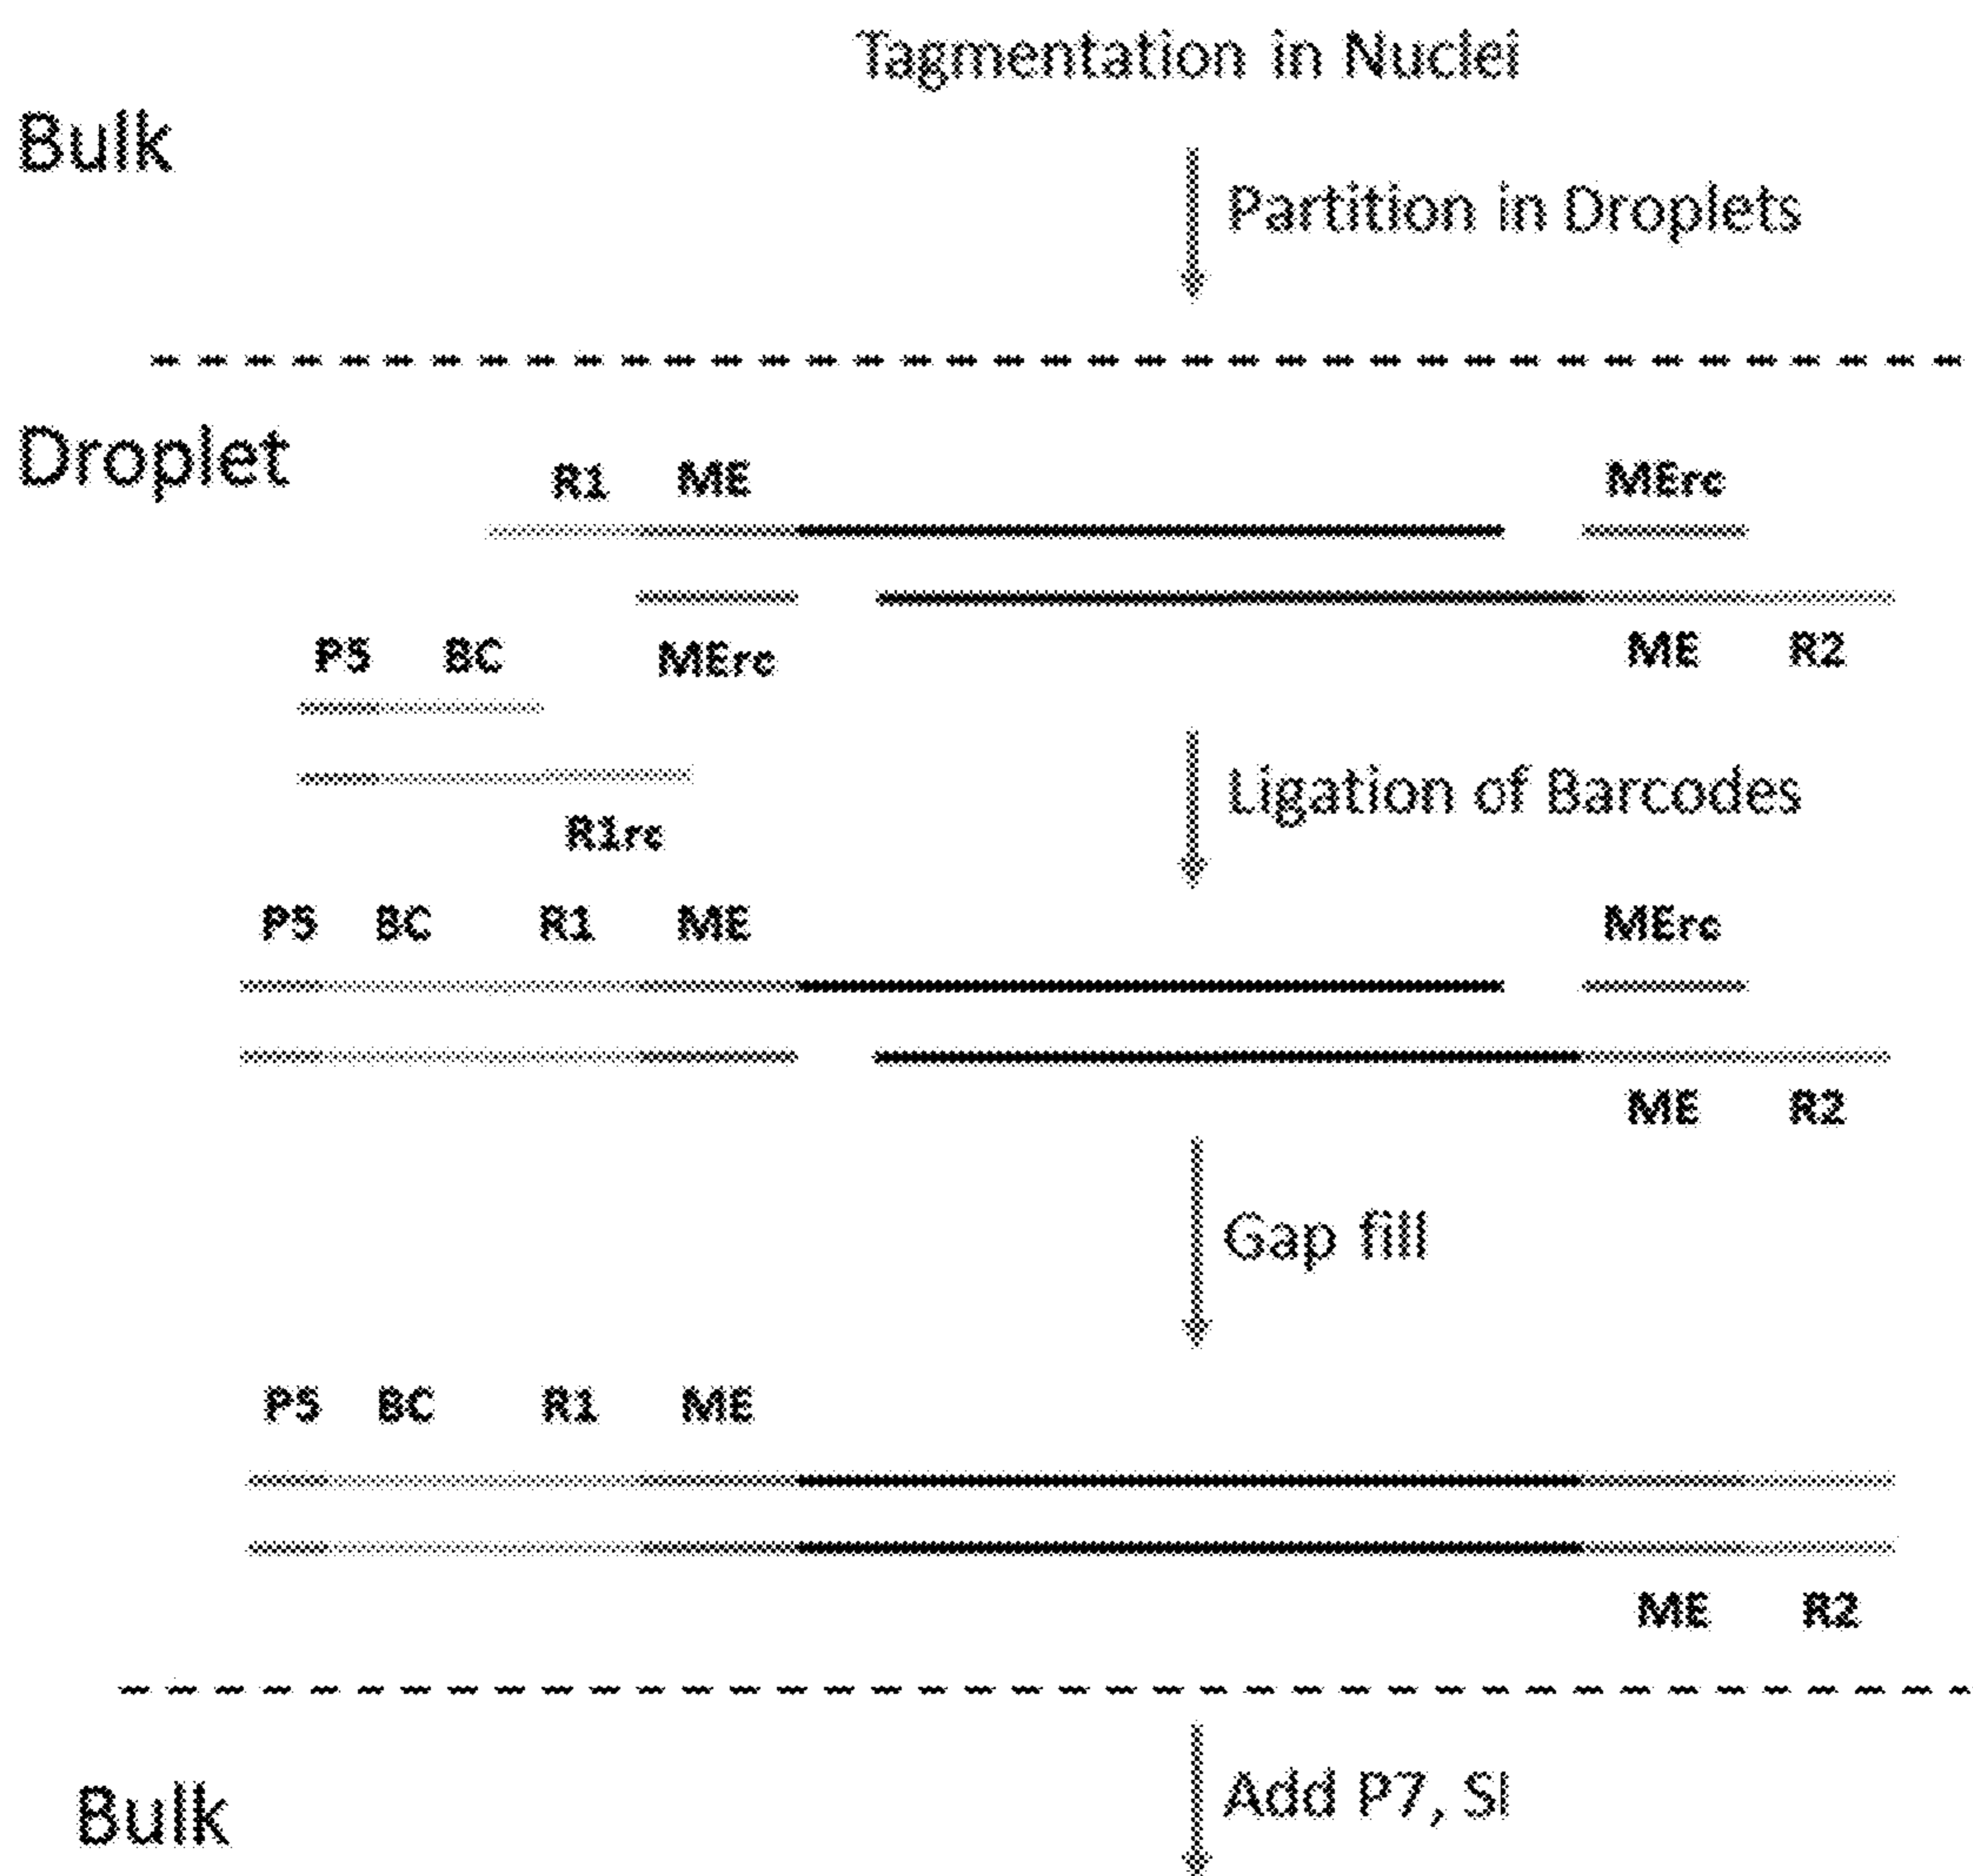 Tagmentation in Nuclei
Bulk
Partition in Droplets
Droplet
R1 ME MErc
P5 BC MErc ME R2
Ligation of Barcodes
R1rc
P5 BC R1 ME MErc
ME R2
Gap fill
P5 BC R1 ME
ME R2
Bulk
Add P7, SI